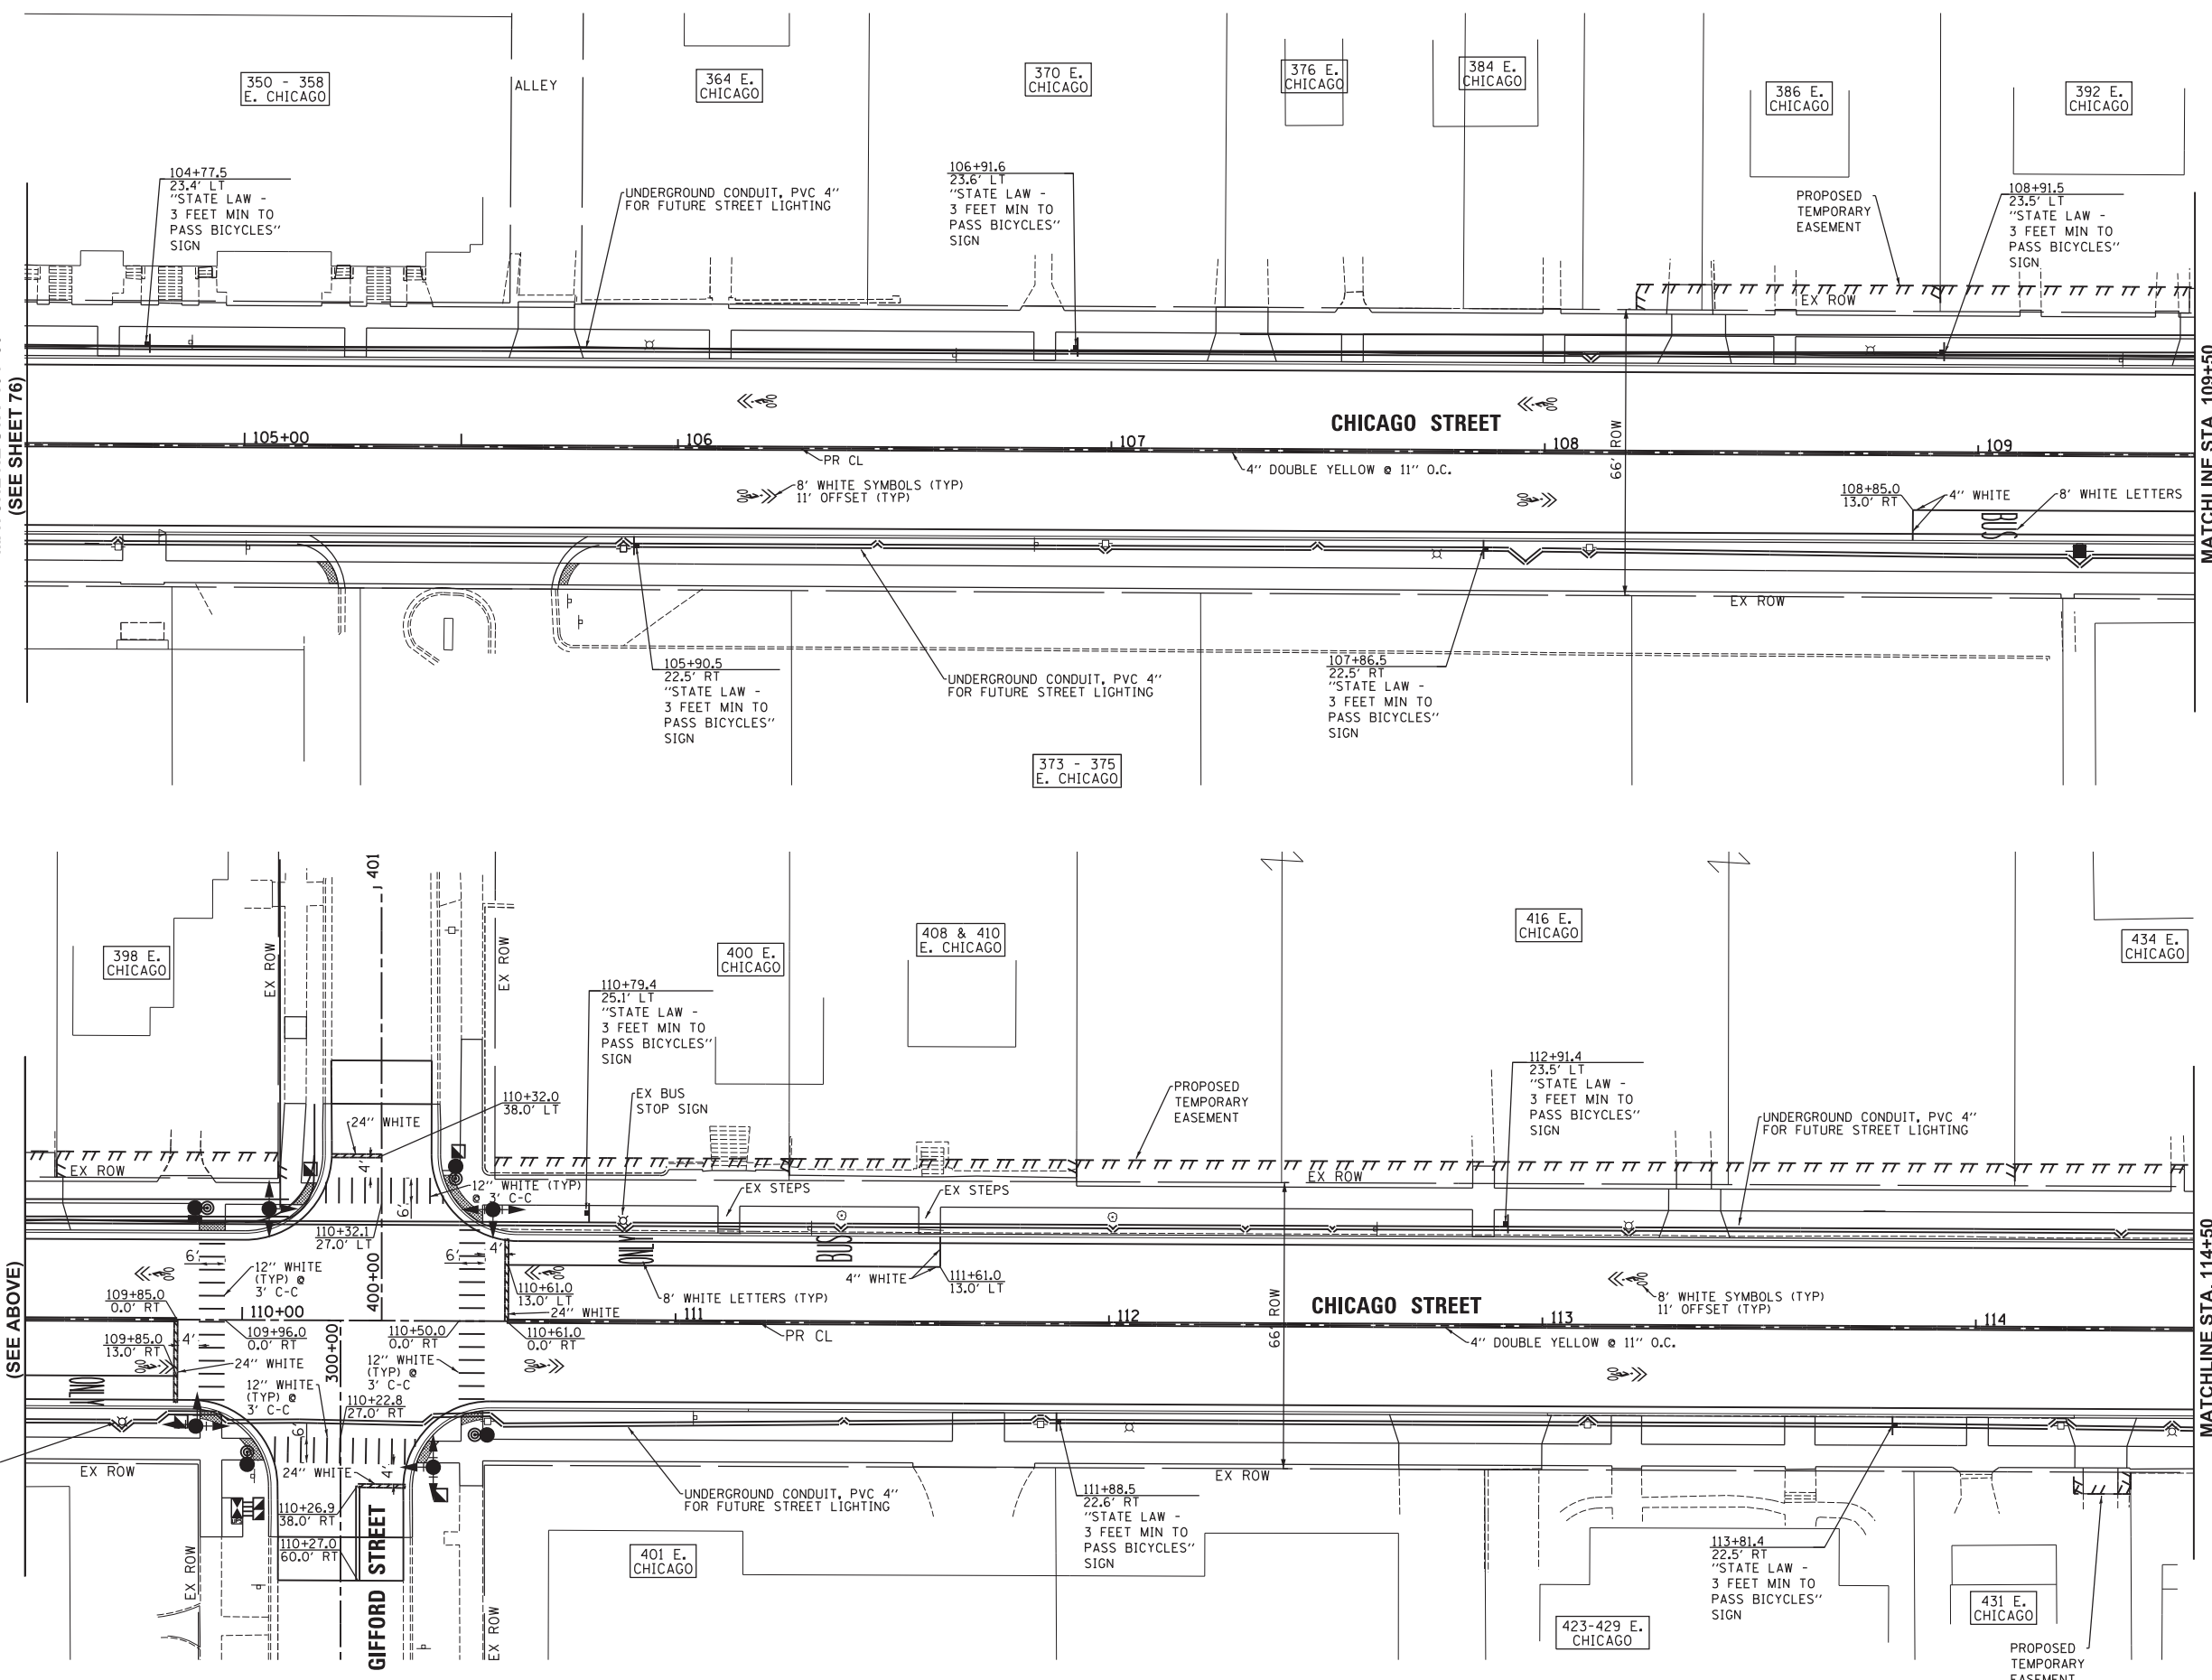 350 - 358
E. CHICAGO
ALLEY
364 E.
CHICAGO
370 E.
CHICAGO
376 E.
CHICAGO
384 E.
CHICAGO
386 E.
CHICAGO
392 E.
CHICAGO
104+77.5
23.4' LT
"STATE LAW -
3 FEET MIN TO
PASS BICYCLES"
SIGN
UNDERGROUND CONDUIT, PVC 4"
FOR FUTURE STREET LIGHTING
106+91.6
23.6' LT
"STATE LAW -
3 FEET MIN TO
PASS BICYCLES"
SIGN
PROPOSED
TEMPORARY
EASEMENT
108+91.5
23.5' LT
"STATE LAW -
3 FEET MIN TO
PASS BICYCLES"
SIGN
EX ROW
(SEE SHEET 76)
MATCHLINE STA. 109+50
CHICAGO STREET
105+00
106
107
108
109
PR CL
4" DOUBLE YELLOW @ 11" O.C.
66' ROW
8' WHITE SYMBOLS (TYP)
11' OFFSET (TYP)
108+85.0
13.0' RT
4" WHITE
8' WHITE LETTERS
BUS
EX ROW
105+90.5
22.5' RT
"STATE LAW -
3 FEET MIN TO
PASS BICYCLES"
SIGN
UNDERGROUND CONDUIT, PVC 4"
FOR FUTURE STREET LIGHTING
107+86.5
22.5' RT
"STATE LAW -
3 FEET MIN TO
PASS BICYCLES"
SIGN
373 - 375
E. CHICAGO
401
398 E.
CHICAGO
EX ROW
EX ROW
400 E.
CHICAGO
408 & 410
E. CHICAGO
416 E.
CHICAGO
434 E.
CHICAGO
110+79.4
25.1' LT
"STATE LAW -
3 FEET MIN TO
PASS BICYCLES"
SIGN
110+32.0
38.0' LT
EX BUS
STOP SIGN
PROPOSED
TEMPORARY
EASEMENT
112+91.4
23.5' LT
"STATE LAW -
3 FEET MIN TO
PASS BICYCLES"
SIGN
UNDERGROUND CONDUIT, PVC 4"
FOR FUTURE STREET LIGHTING
24" WHITE
4'
EX ROW
12" WHITE (TYP)
@ 3' C-C
6'
EX STEPS
EX STEPS
EX ROW
110+32.1
27.0' LT
6'
6'
4'
12" WHITE
(TYP) @
3' C-C
400+00
ONLY
BUS
110+61.0
13.0' LT
8' WHITE LETTERS (TYP)
4" WHITE
111+61.0
13.0' LT
24" WHITE
66' ROW
8' WHITE SYMBOLS (TYP)
11' OFFSET (TYP)
(SEE ABOVE)
MATCHLINE STA. 114+50
109+85.0
0.0' RT
110+00
111
112
CHICAGO STREET
113
114
109+85.0
13.0' RT
4'
109+96.0
0.0' RT
110+50.0
0.0' RT
110+61.0
0.0' RT
PR CL
4" DOUBLE YELLOW @ 11" O.C.
24" WHITE
300+00
12" WHITE
(TYP) @
3' C-C
12" WHITE
(TYP) @
3' C-C
ONLY
110+22.8
27.0' RT
6'
EX ROW
24" WHITE
4'
EX ROW
110+26.9
38.0' RT
110+27.0
60.0' RT
UNDERGROUND CONDUIT, PVC 4"
FOR FUTURE STREET LIGHTING
111+88.5
22.6' RT
"STATE LAW -
3 FEET MIN TO
PASS BICYCLES"
SIGN
113+81.4
22.5' RT
"STATE LAW -
3 FEET MIN TO
PASS BICYCLES"
SIGN
EX ROW
GIFFORD STREET
EX ROW
401 E.
CHICAGO
423-429 E.
CHICAGO
431 E.
CHICAGO
PROPOSED
TEMPORARY
EASEMENT